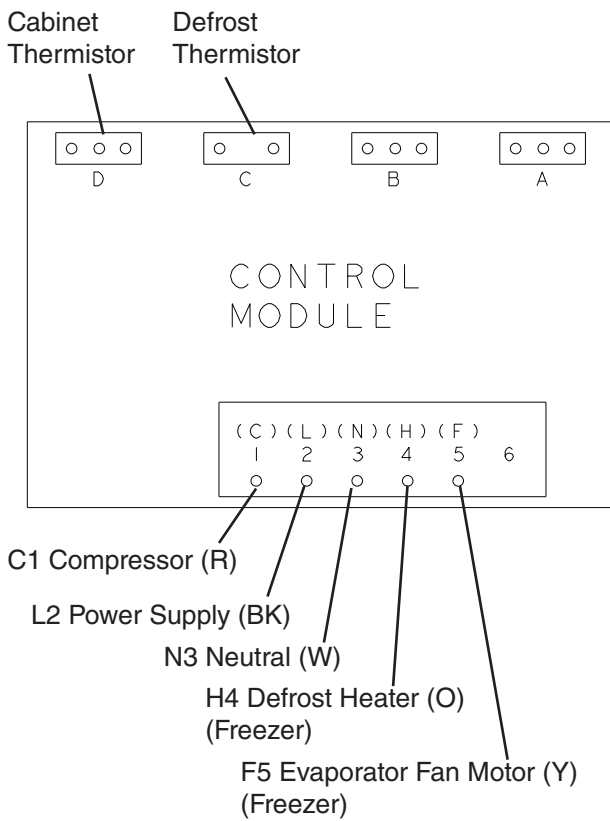 Cabinet
Thermistor
Defrost
Thermistor
D
C
B
A
CONTROL
MODULE
(C) (L) (N) (H) (F)
1 2 3 4 5 6
C1 Compressor (R)
L2 Power Supply (BK)
N3 Neutral (W)
H4 Defrost Heater (O)
(Freezer)
F5 Evaporator Fan Motor (Y)
(Freezer)